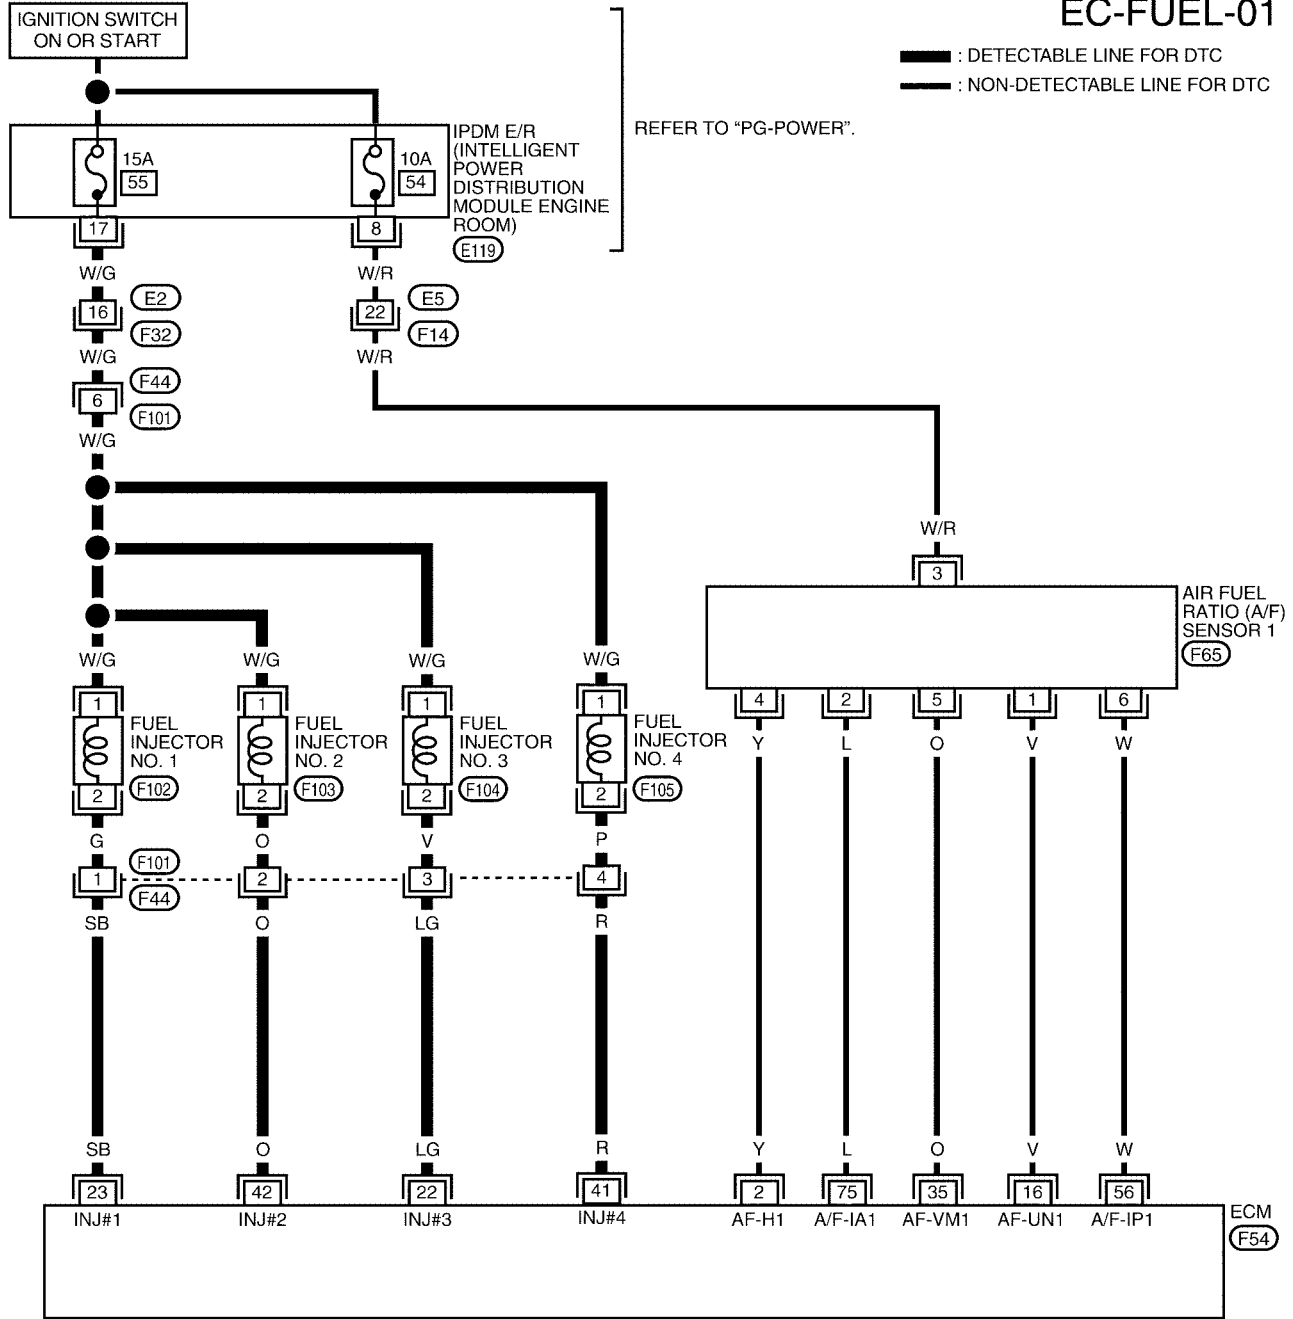 EC-FUEL-01
IGNITION SWITCH
ON OR START
: DETECTABLE LINE FOR DTC
: NON-DETECTABLE LINE FOR DTC
REFER TO “PG-POWER”.
15A
55
10A
54
IPDM E/R
(INTELLIGENT
POWER
DISTRIBUTION
MODULE ENGINE
ROOM)
E119
17
8
W/G
W/R
16
E2
F32
22
E5
F14
W/G
W/R
6
F44
F101
W/G
W/R
3
AIR FUEL
RATIO (A/F)
SENSOR 1
F65
W/G
W/G
W/G
W/G
1
FUEL
INJECTOR
NO. 1
2
F102
1
FUEL
INJECTOR
NO. 2
2
F103
1
FUEL
INJECTOR
NO. 3
2
F104
1
FUEL
INJECTOR
NO. 4
2
F105
4
2
5
1
6
Y
L
O
V
W
G
O
V
P
F101
1
2
3
4
F44
SB
O
LG
R
SB
O
LG
R
Y
L
O
V
W
23
42
22
41
2
75
35
16
56
INJ#1
INJ#2
INJ#3
INJ#4
AF-H1
A/F-IA1
AF-VM1
AF-UN1
A/F-IP1
ECM
F54